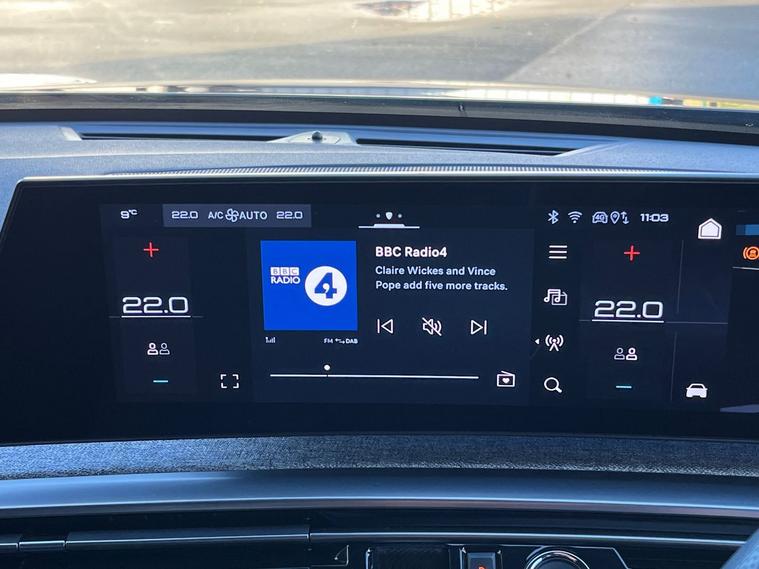 9°C
22.0 A/C AUTO 22.0
4G
11:03
22.0
BBC
RADIO
4
BBC Radio4
Claire Wickes and Vince
Pope add five more tracks.
FM DAB
22.0